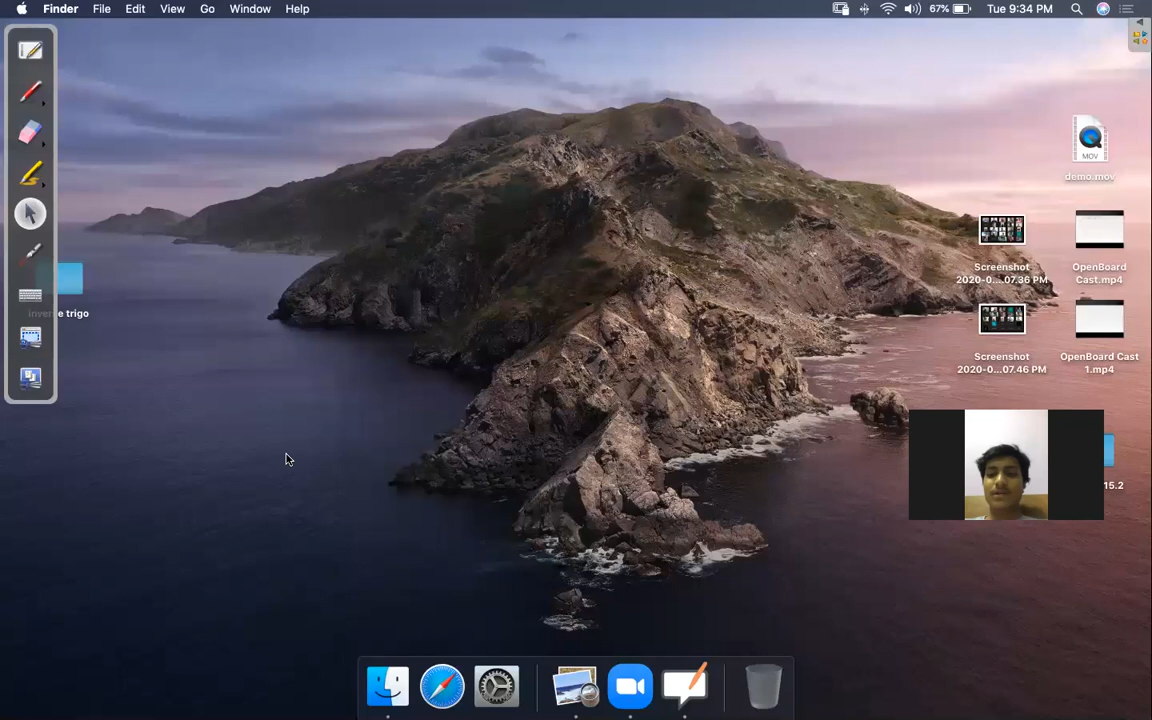 Finder File Edit View Go Window Help 67% Tue 9:34 PM
MOV
demo.mov
Screenshot
2020-0...07.36 PM
OpenBoard
Cast.mp4
inverse trigo
Screenshot
2020-0...07.46 PM
OpenBoard Cast
1.mp4
15.2